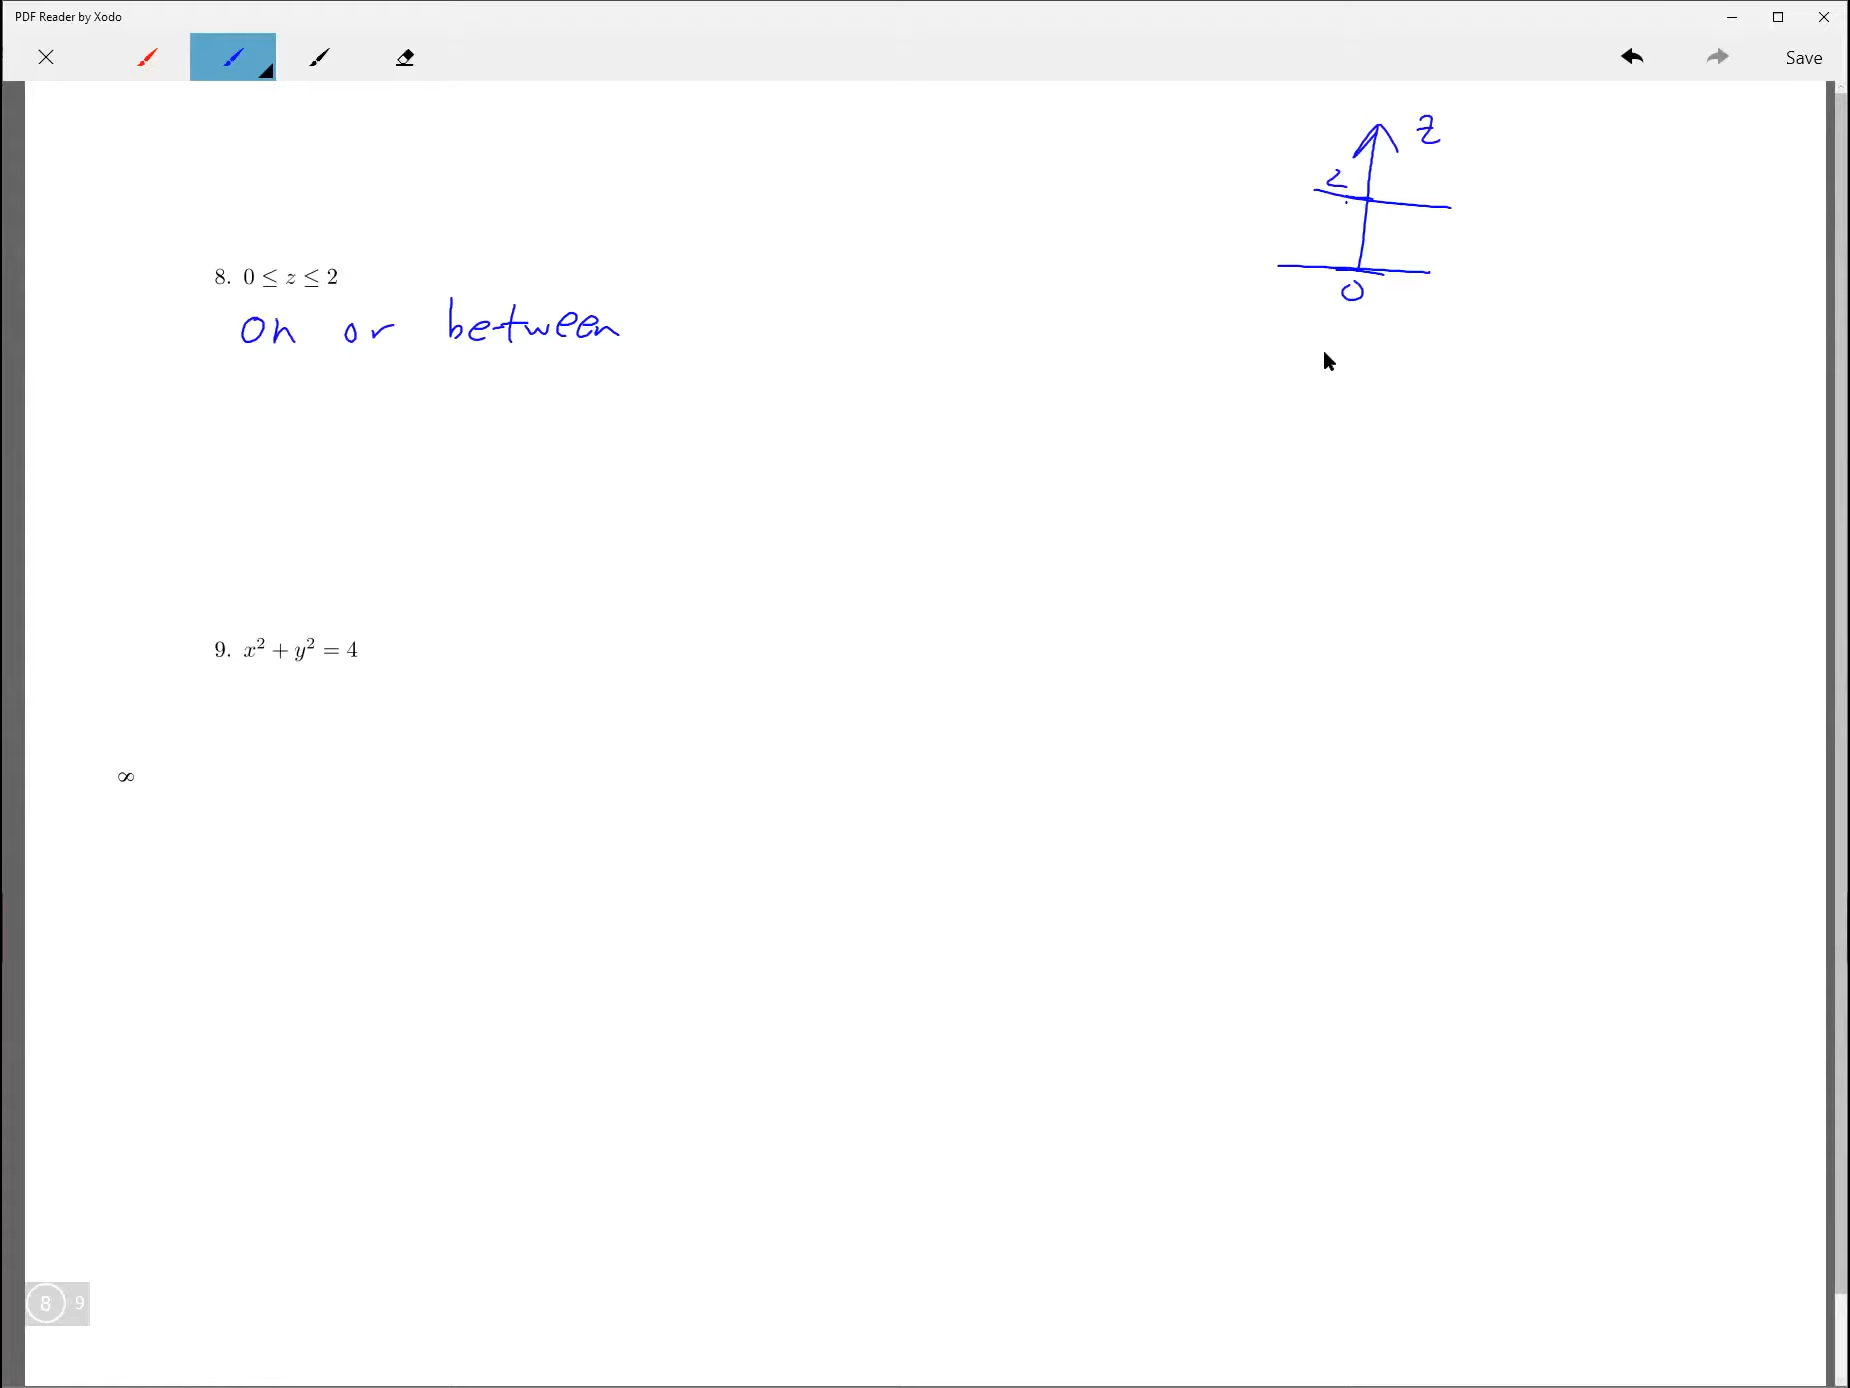 PDF Reader by Xodo
Save
z
2
0
8. 0 ≤ z ≤ 2
On or between
9. x² + y² = 4
∞
8 9